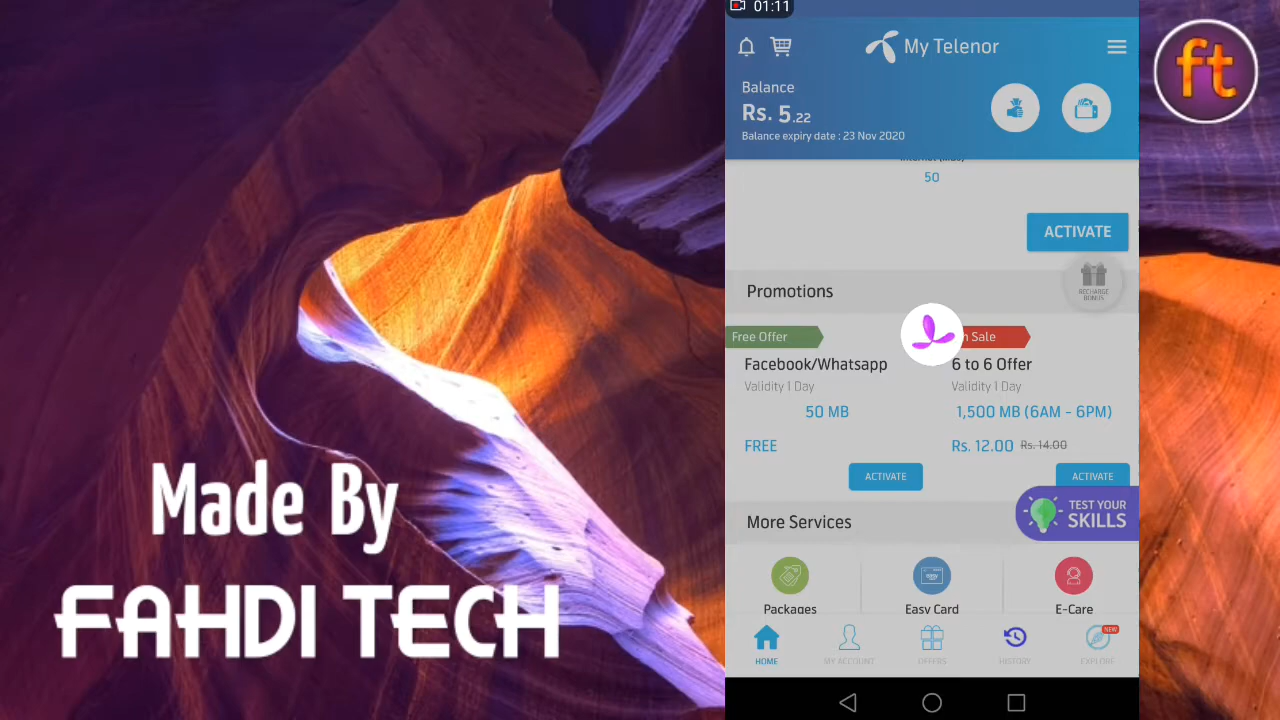 01:11
ft
My Telenor
Balance
Rs. 5.22
Balance expiry date : 23 Nov 2020
50
ACTIVATE
RECHARGE
BONUS
Promotions
Free Offer
Sale
Facebook/Whatsapp
6 to 6 Offer
Validity 1 Day
Validity 1 Day
50 MB
1,500 MB (6AM - 6PM)
FREE
Rs. 12.00 Rs. 14.00
ACTIVATE
ACTIVATE
TEST YOUR
SKILLS
More Services
Packages
Easy Card
E-Care
HOME
MY ACCOUNT
OFFERS
HISTORY
NEW
EXPLORE
Made By
FAHDI TECH